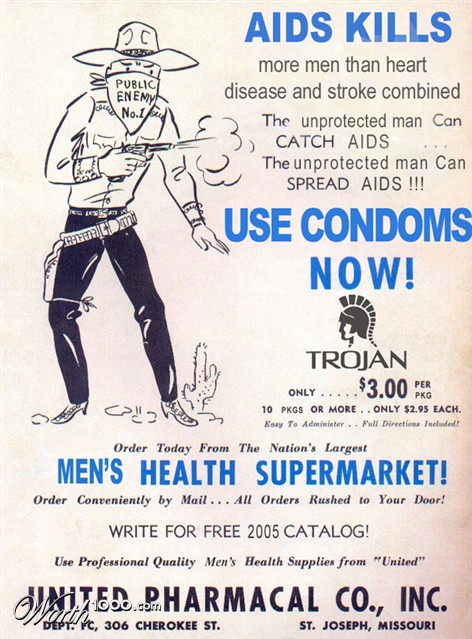 AIDS KILLS
more men than heart
disease and stroke combined
The unprotected man Can
CATCH AIDS ...
The unprotected man Can
SPREAD AIDS !!!
USE CONDOMS
NOW!
PUBLIC
ENEMY
No.1
TROJAN
ONLY ..... $3.00 PER PKG
10 PKGS OR MORE .. ONLY $2.95 EACH.
Easy To Administer .. Full Directions Included!
Order Today From The Nation's Largest
MEN'S HEALTH SUPERMARKET!
Order Conveniently by Mail ... All Orders Rushed to Your Door!
WRITE FOR FREE 2005 CATALOG!
Use Professional Quality Men's Health Supplies from "United"
UNITED PHARMACAL CO., INC.
DEPT. FC, 306 CHEROKEE ST. ST. JOSEPH, MISSOURI
Worth1000.com